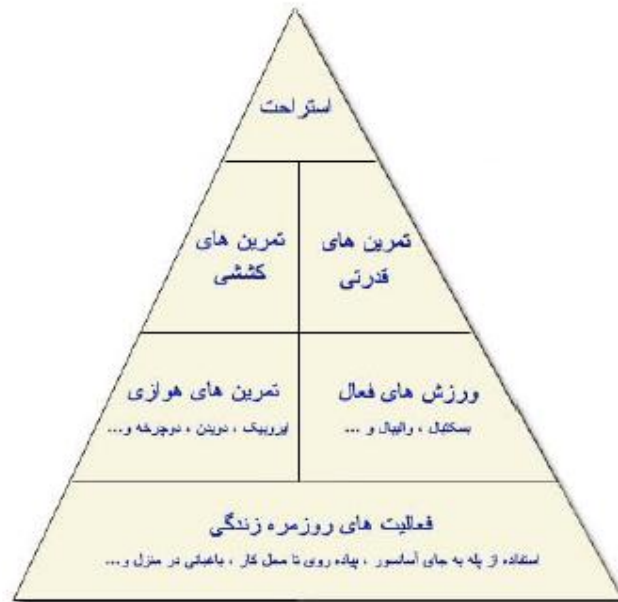 استراحت
تمرین های
قدرتی
تمرین های
کششی
ورزش های فعال
بسکتبال ، والیبال و ...
تمرین های هوازی
ایروبیک ، دویدن ، دوچرخه و...
فعالیت های روزمره زندگی
استفاده از پله به جای آسانسور ، پیاده روی تا محل کار ، باغبانی در منزل و...